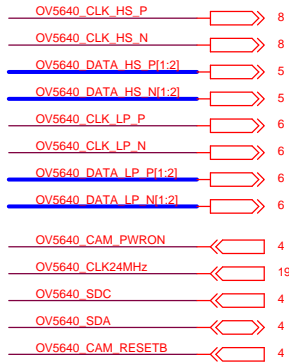 OV5640_CLK_HS_P 8
OV5640_CLK_HS_N 8
OV5640_DATA_HS_P[1:2] 5
OV5640_DATA_HS_N[1:2] 5
OV5640_CLK_LP_P 6
OV5640_CLK_LP_N 6
OV5640_DATA_LP_P[1:2] 6
OV5640_DATA_LP_N[1:2] 6
OV5640_CAM_PWRON 4
OV5640_CLK24MHz 19
OV5640_SDC 4
OV5640_SDA 4
OV5640_CAM_RESETB 4